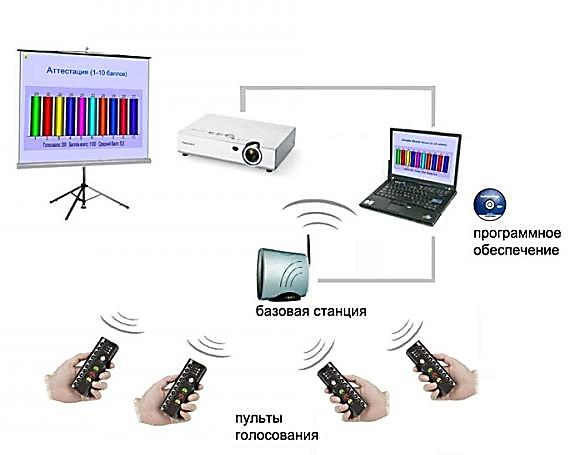 Аттестация (1-10 баллов)
программное
обеспечение
базовая станция
пульты
голосования